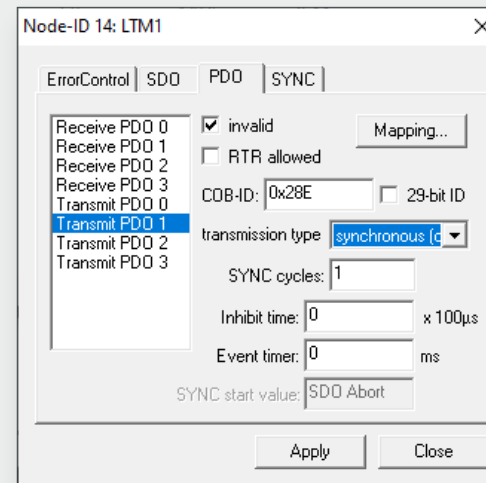 Node-ID 14: LTM1
ErrorControl SDO PDO SYNC
Receive PDO 0
Receive PDO 1
Receive PDO 2
Receive PDO 3
Transmit PDO 0
Transmit PDO 1
Transmit PDO 2
Transmit PDO 3
invalid
Mapping...
RTR allowed
COB-ID: 0x28E 29-bit ID
transmission type synchronous (c
SYNC cycles: 1
Inhibit time: 0 x 100µs
Event timer: 0 ms
SYNC start value: SDO Abort
Apply Close